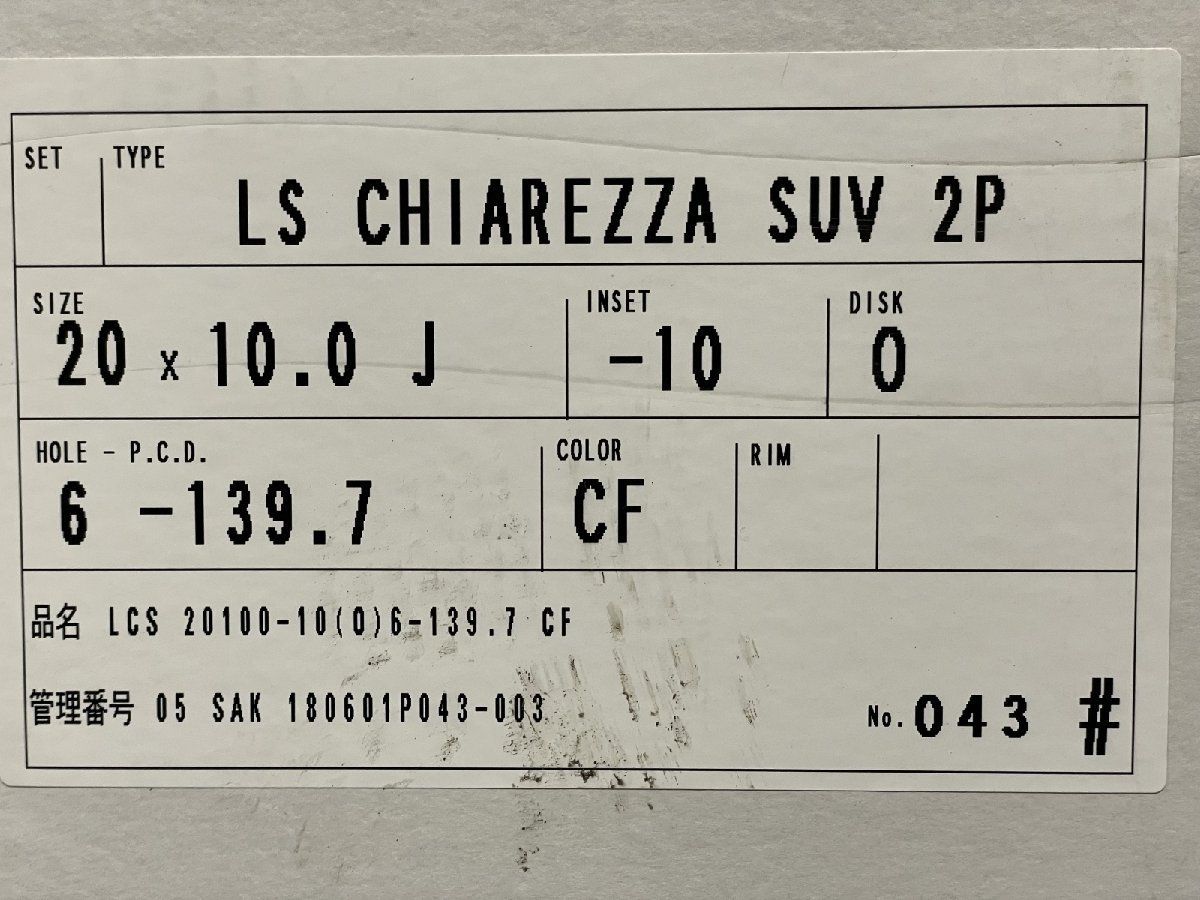 SET TYPE
LS CHIAREZZA SUV 2P
SIZE INSET DISK
20 x 10.0 J -10 O
HOLE - P.C.D. COLOR RIM
6 -139.7 CF
品名 LCS 20100-10(O)6-139.7 CF
管理番号 05 SAK 180601P043-003
No. 043 #